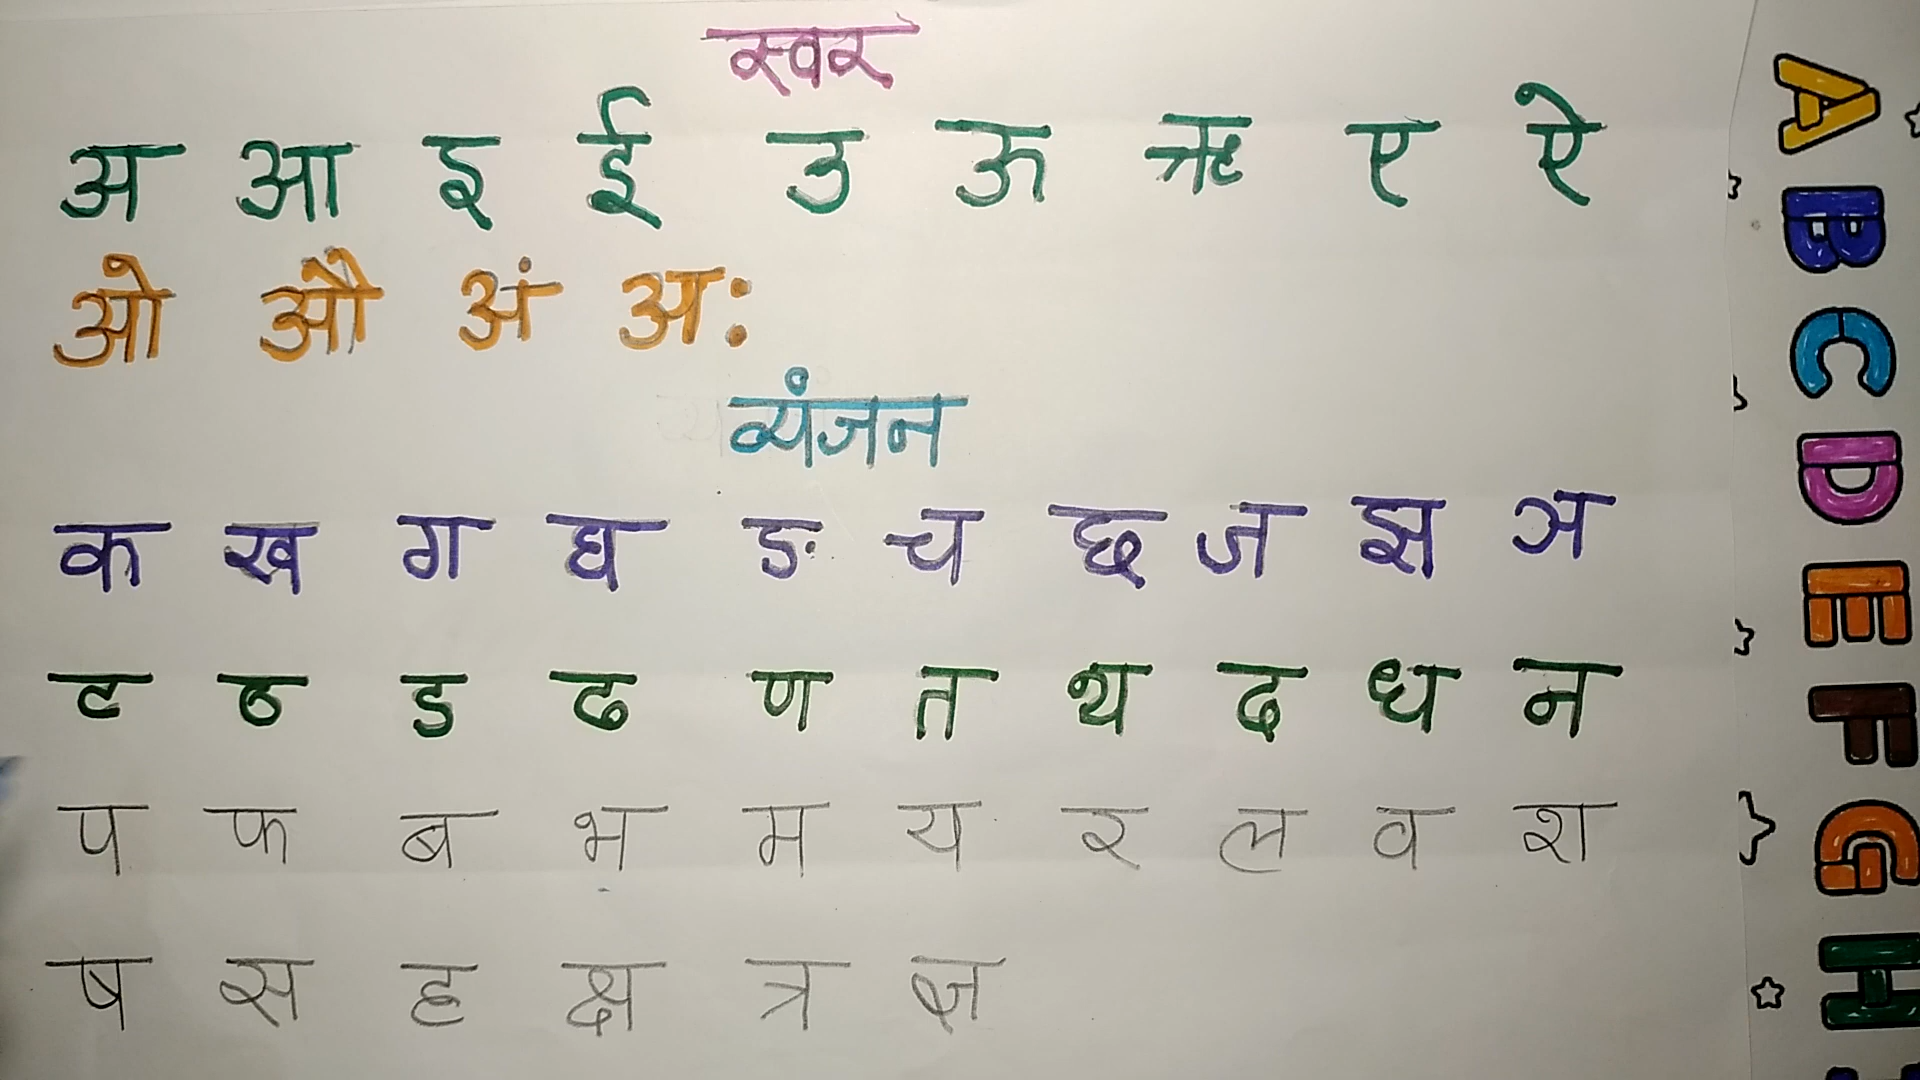 स्वर
अ आ इ ई उ ऊ ऋ ए ऐ
ओ औ अं अः
व्यंजन
क ख ग घ ङ च छ ज झ ञ
ट ठ ड ढ ण त थ द ध न
प फ ब भ म य र ल व श
ष स ह क्ष त्र ज्ञ
A
B
C
D
E
F
G
H